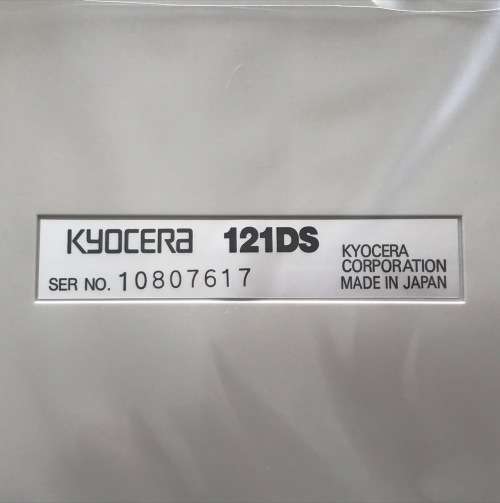 KYOCERA 121DS
SER NO. 10807617
KYOCERA
CORPORATION
MADE IN JAPAN